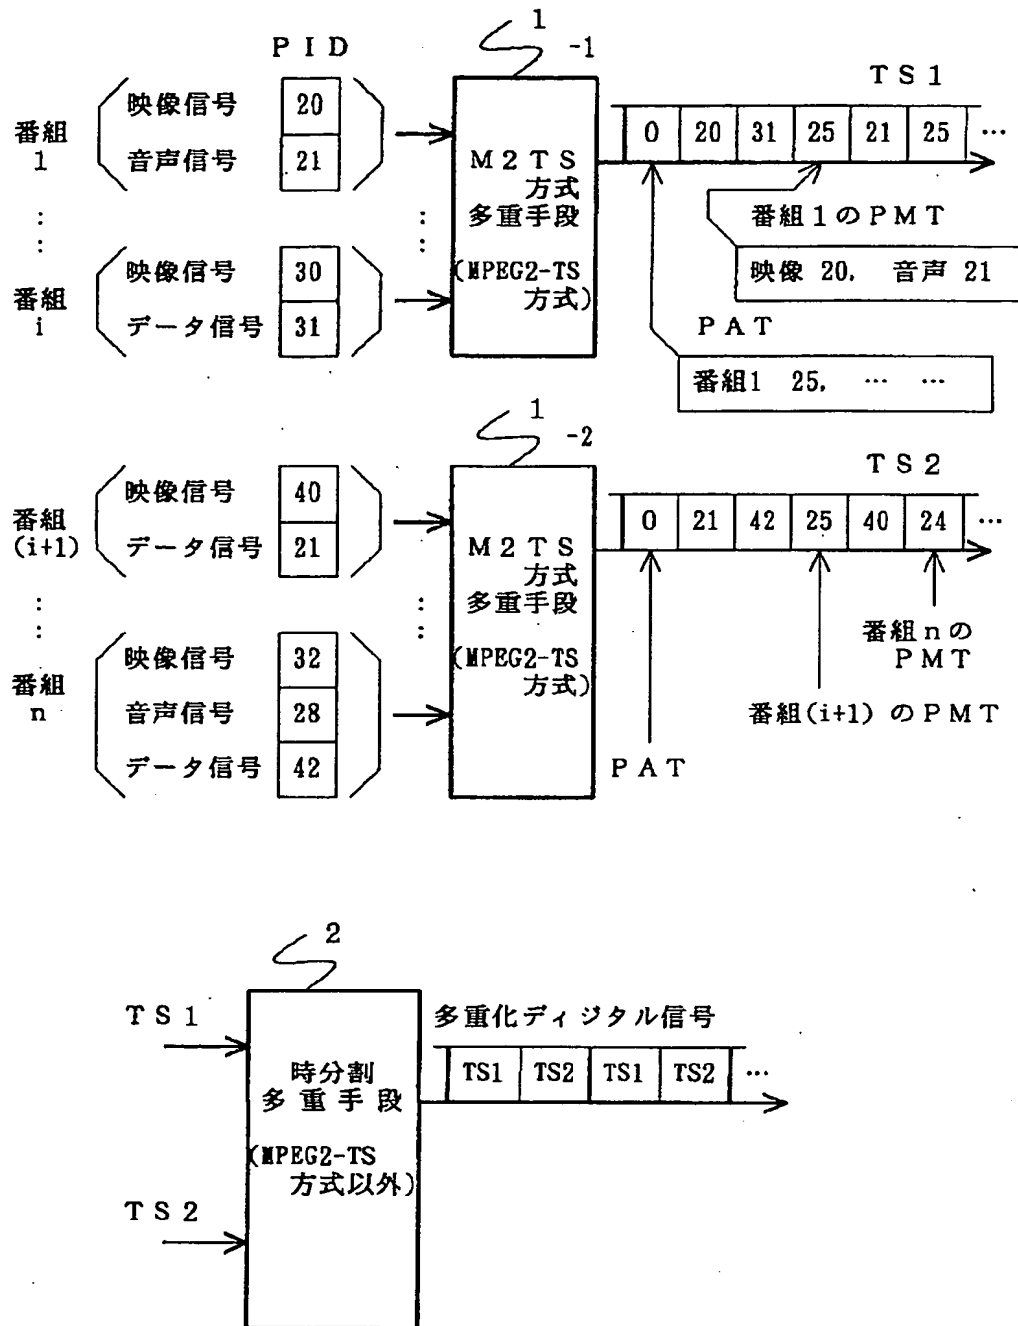 PID
1
-1
TS1
番組
1
映像信号 20
音声信号 21
M2TS
方式
多重手段
(MPEG2-TS
方式)
0 20 31 25 21 25 …
番組1のPMT
映像 20, 音声 21
:
:
:
:
番組
i
映像信号 30
データ信号 31
PAT
番組1 25, … …
1
-2
TS2
番組
(i+1)
映像信号 40
データ信号 21
M2TS
方式
多重手段
(MPEG2-TS
方式)
0 21 42 25 40 24 …
:
:
:
:
番組nの
PMT
番組(i+1)のPMT
PAT
番組
n
映像信号 32
音声信号 28
データ信号 42
2
TS1
TS2
時分割
多重手段
(MPEG2-TS
方式以外)
多重化ディジタル信号
TS1 TS2 TS1 TS2 …